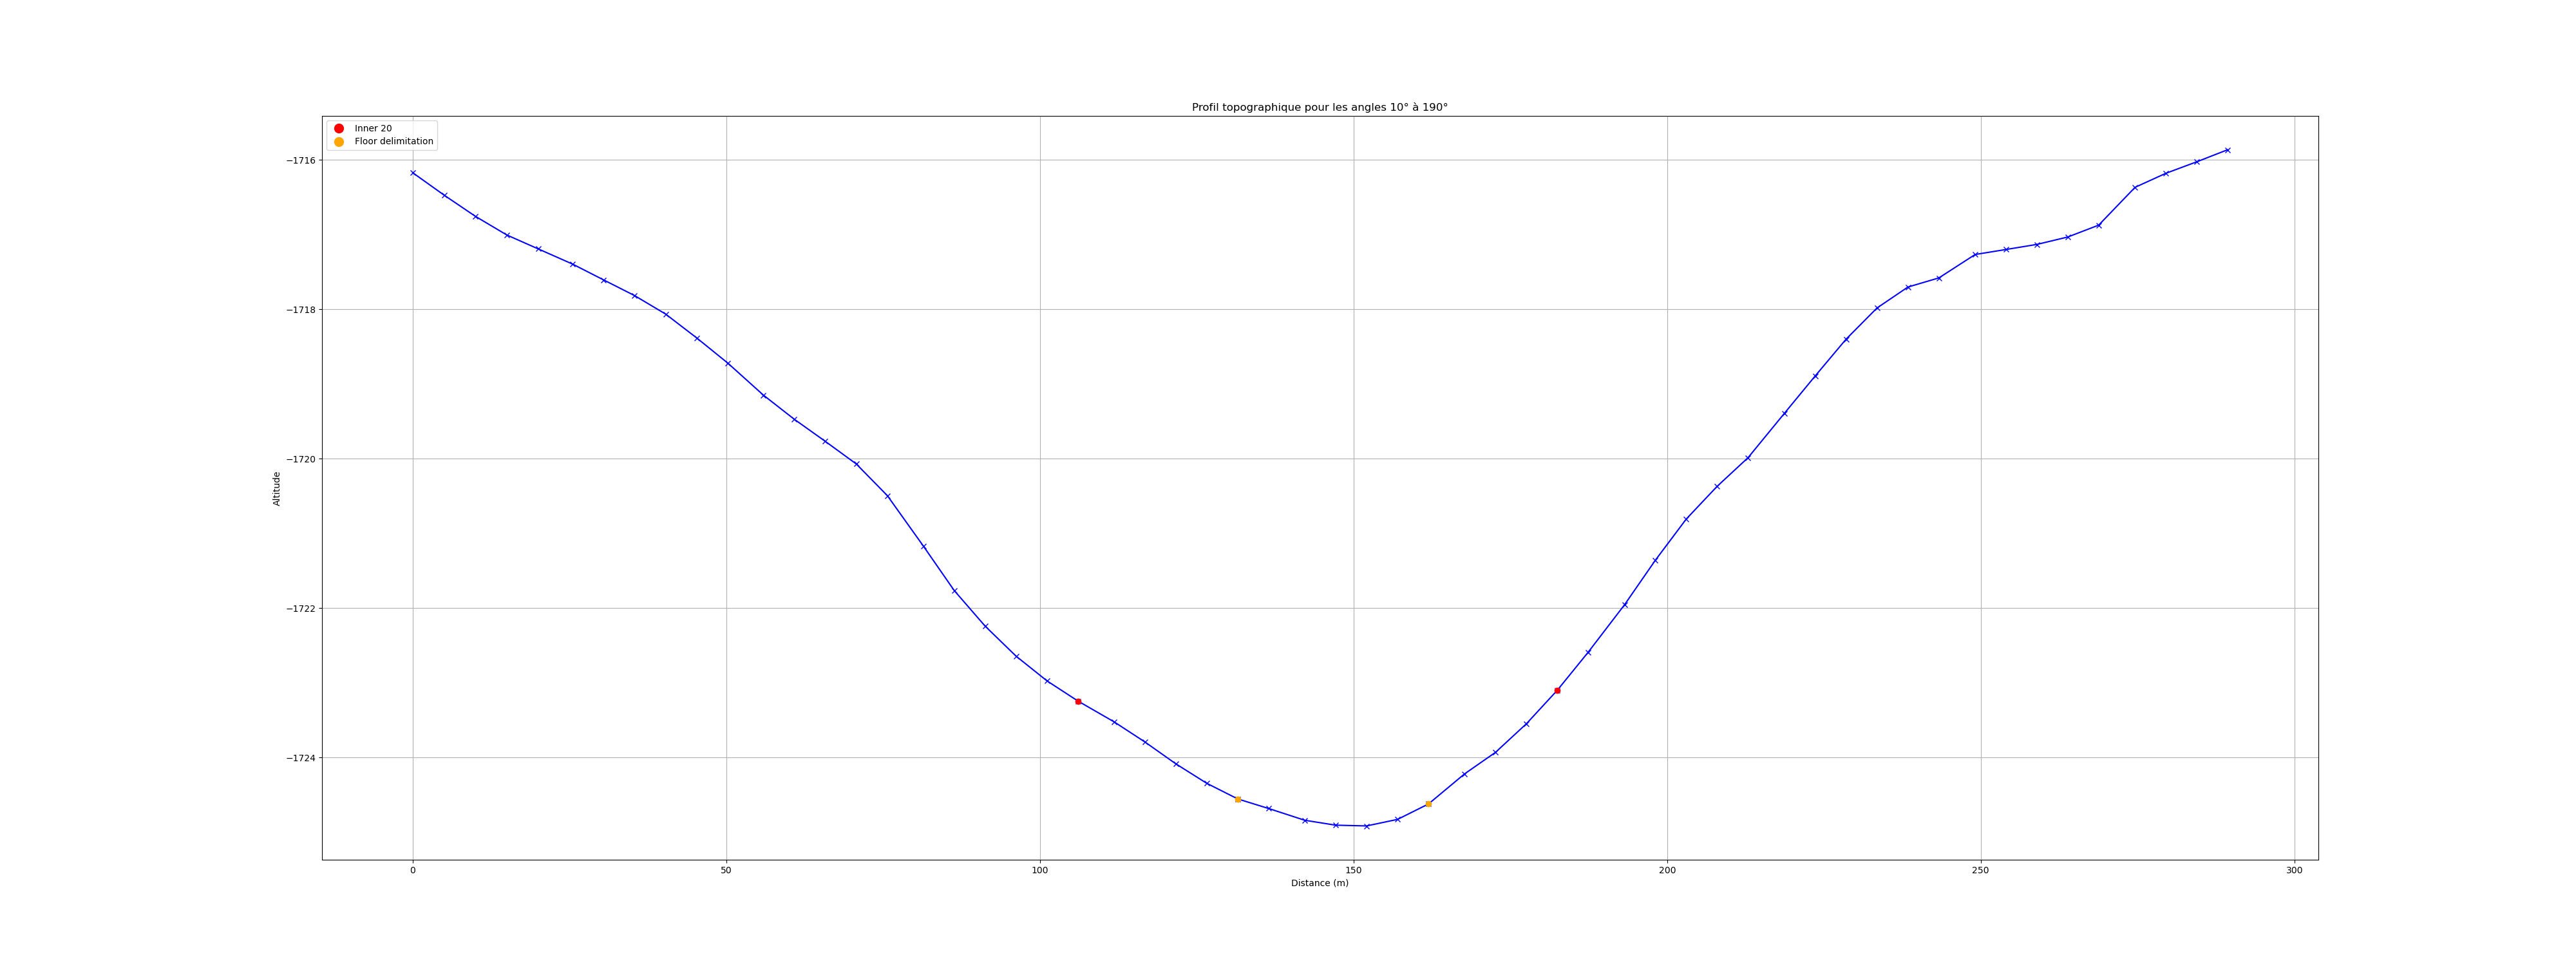 Profil topographique pour les angles 10° à 190°
Inner 20
Floor delimitation
−1716
−1718
−1720
−1722
−1724
Altitude
0 50 100 150 200 250 300
Distance (m)